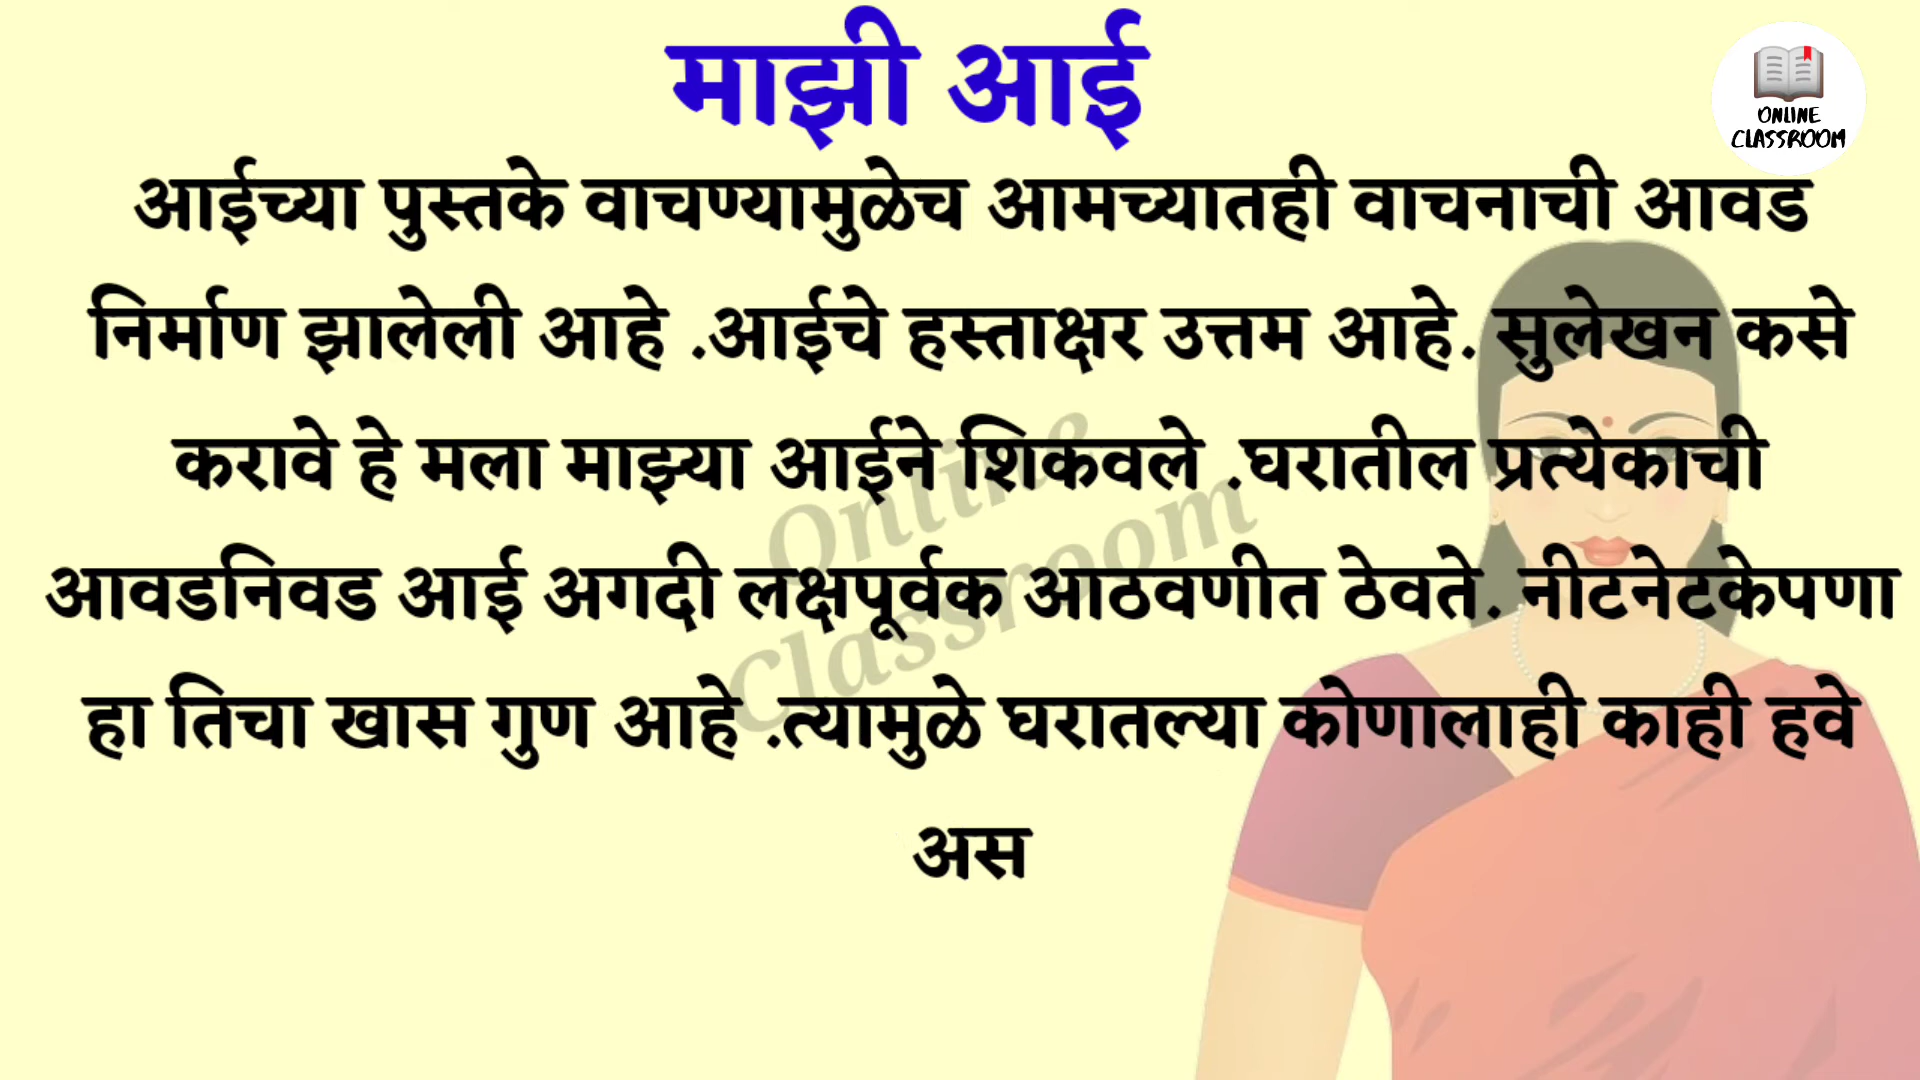 माझी आई
ONLINE
CLASSROOM
आईच्या पुस्तके वाचण्यामुळेच आमच्यातही वाचनाची आवड
निर्माण झालेली आहे .आईचे हस्ताक्षर उत्तम आहे. सुलेखन कसे
करावे हे मला माझ्या आईने शिकवले .घरातील प्रत्येकाची
आवडनिवड आई अगदी लक्षपूर्वक आठवणीत ठेवते. नीटनेटकेपणा
हा तिचा खास गुण आहे .त्यामुळे घरातल्या कोणालाही काही हवे
अस
Online
Classroom